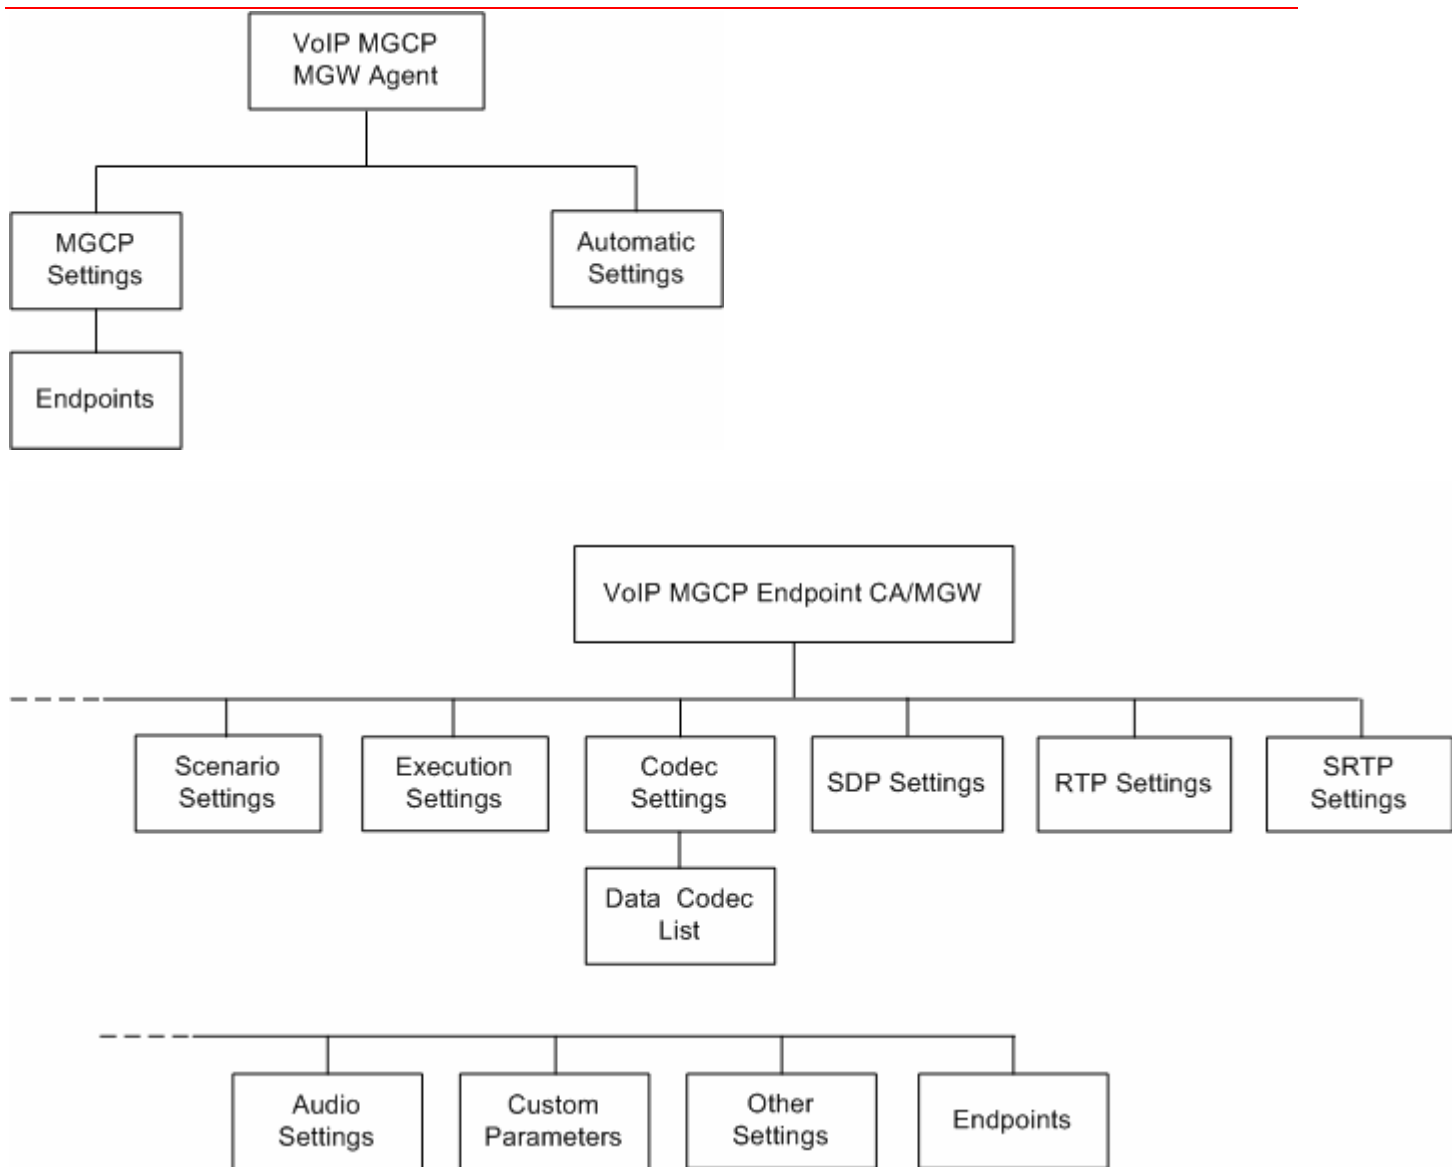 VoIP MGCP
MGW Agent
MGCP
Settings
Automatic
Settings
Endpoints
VoIP MGCP Endpoint CA/MGW
Scenario
Settings
Execution
Settings
Codec
Settings
SDP Settings
RTP Settings
SRTP
Settings
Data Codec
List
Audio
Settings
Custom
Parameters
Other
Settings
Endpoints